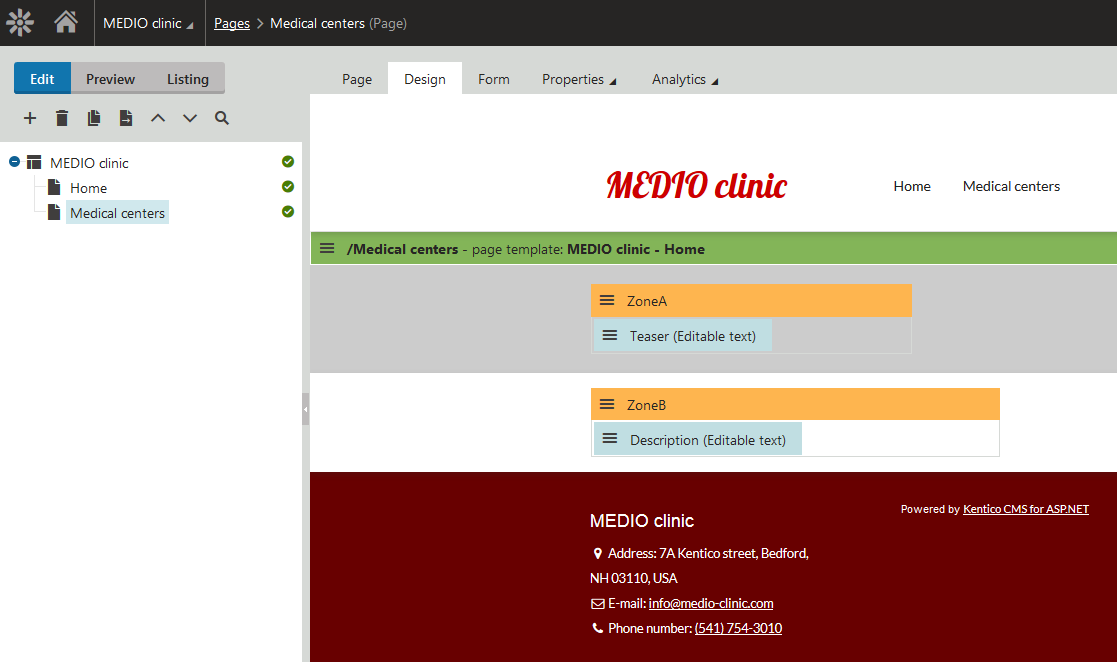 MEDIO clinic
Pages > Medical centers (Page)
Edit Preview Listing
Page Design Form Properties Analytics
MEDIO clinic
Home
Medical centers
MEDIO clinic
Home Medical centers
/Medical centers - page template: MEDIO clinic - Home
ZoneA
Teaser (Editable text)
ZoneB
Description (Editable text)
MEDIO clinic
Address: 7A Kentico street, Bedford,
NH 03110, USA
E-mail: info@medio-clinic.com
Phone number: (541) 754-3010
Powered by Kentico CMS for ASP.NET